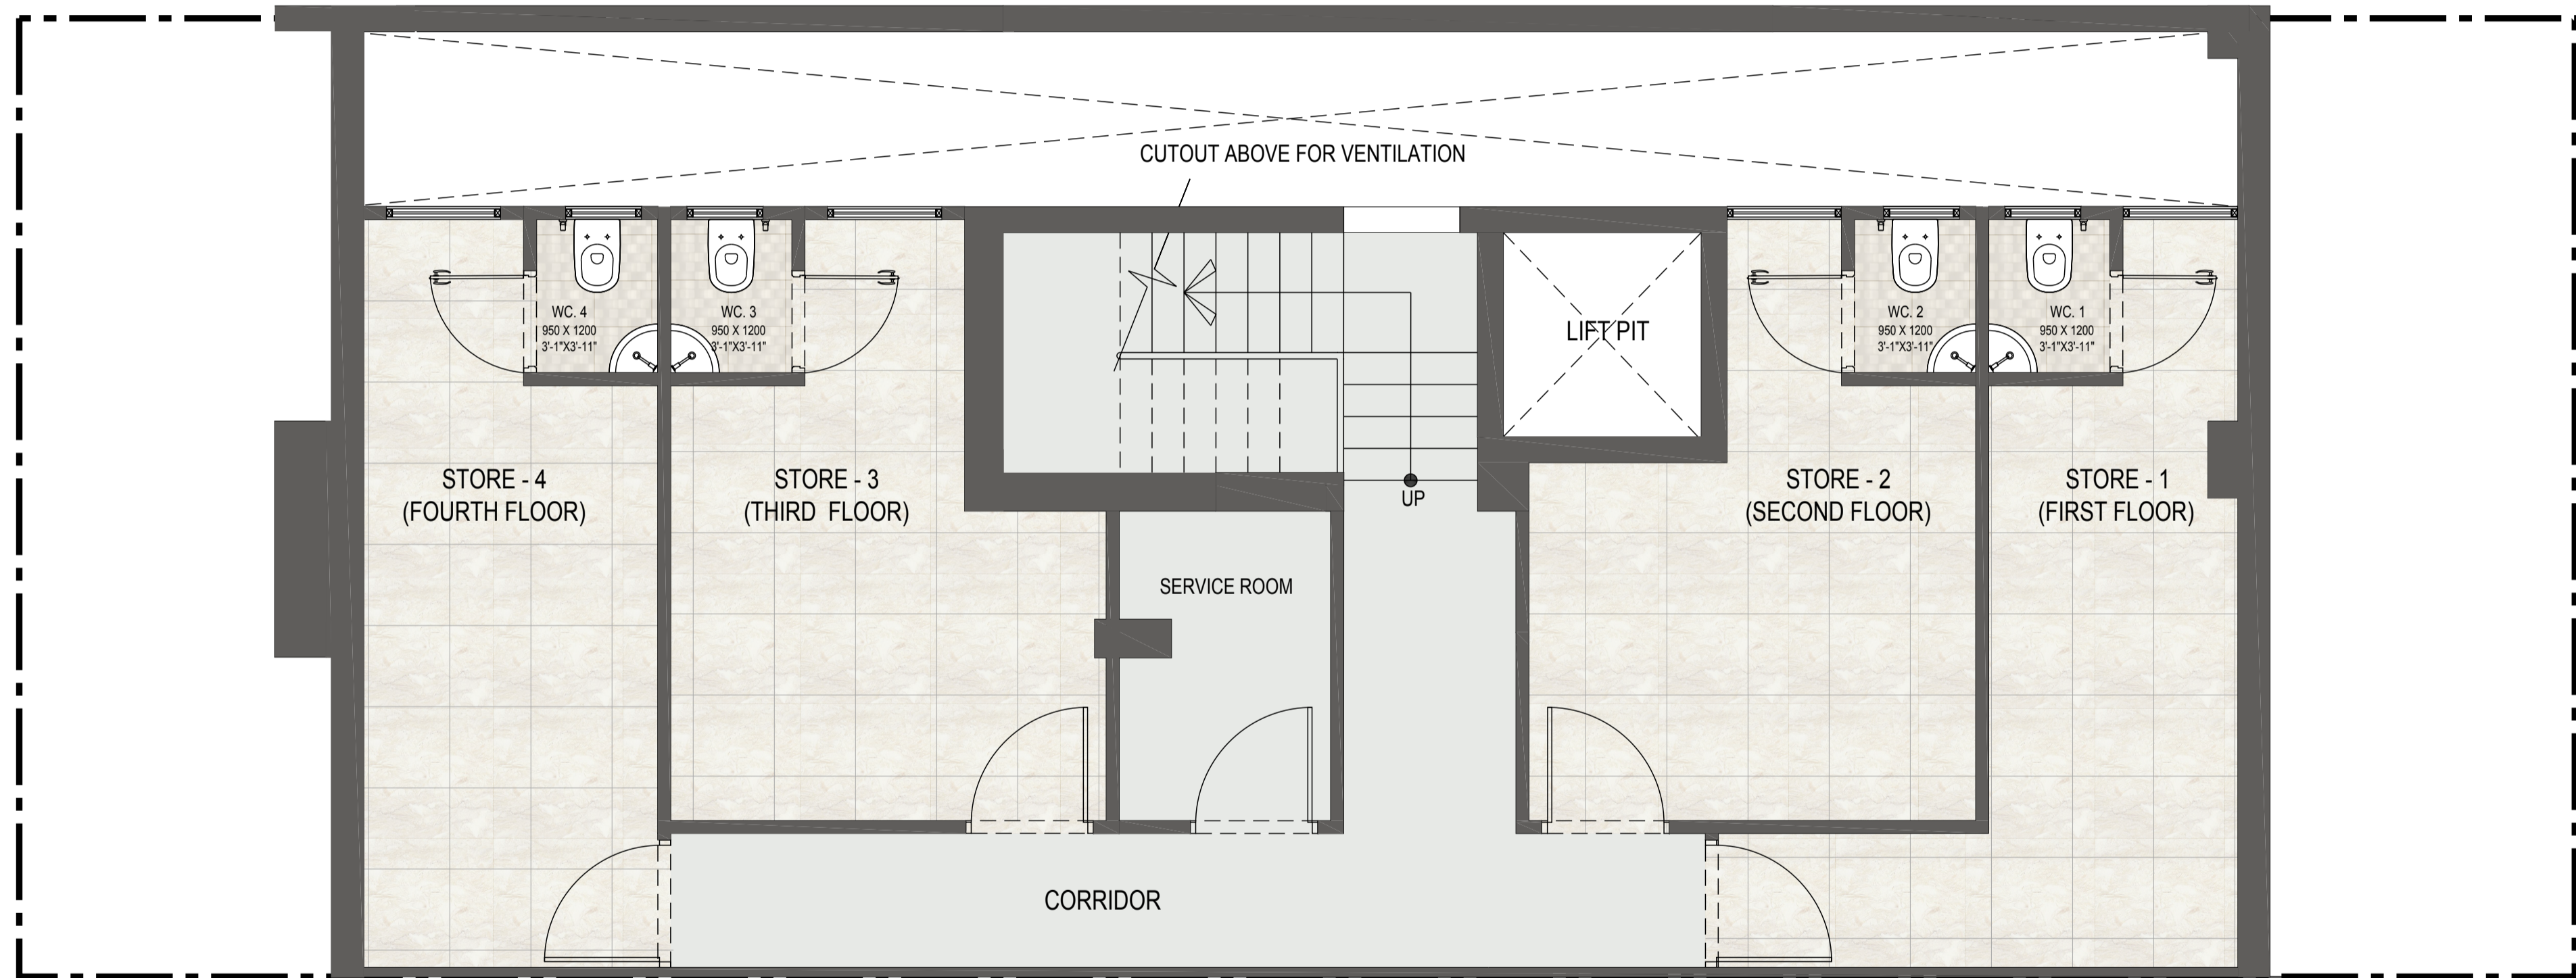 CUTOUT ABOVE FOR VENTILATION
WC. 4
950 X 1200
3'-1"X3'-11"
WC. 3
950 X 1200
3'-1"X3'-11"
LIFT PIT
WC. 2
950 X 1200
3'-1"X3'-11"
WC. 1
950 X 1200
3'-1"X3'-11"
STORE - 4
(FOURTH FLOOR)
STORE - 3
(THIRD FLOOR)
UP
STORE - 2
(SECOND FLOOR)
STORE - 1
(FIRST FLOOR)
SERVICE ROOM
CORRIDOR